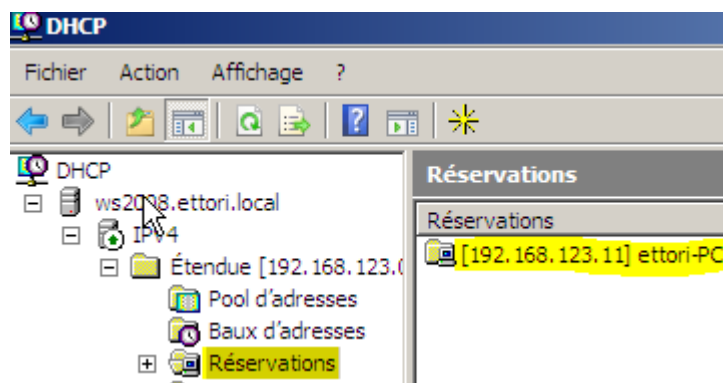 DHCP
Fichier Action Affichage ?
DHCP
ws2008.ettori.local
IPV4
Étendue [192.168.123.0
Pool d'adresses
Baux d'adresses
Réservations
Réservations
Réservations
[192.168.123.11] ettori-PC